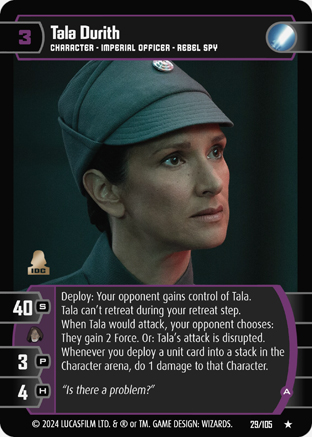 3
Tala Durith
CHARACTER - IMPERIAL OFFICER - REBEL SPY
IDC
40 S
3 P
4 H
Deploy: Your opponent gains control of Tala.
Tala can't retreat during your retreat step.
When Tala would attack, your opponent chooses:
They gain 2 Force. Or: Tala's attack is disrupted.
Whenever you deploy a unit card into a stack in the
Character arena, do 1 damage to that Character.
"Is there a problem?"
A
© 2024 LUCASFILM LTD. & ® or TM. GAME DESIGN: WIZARDS.
29/105 ★